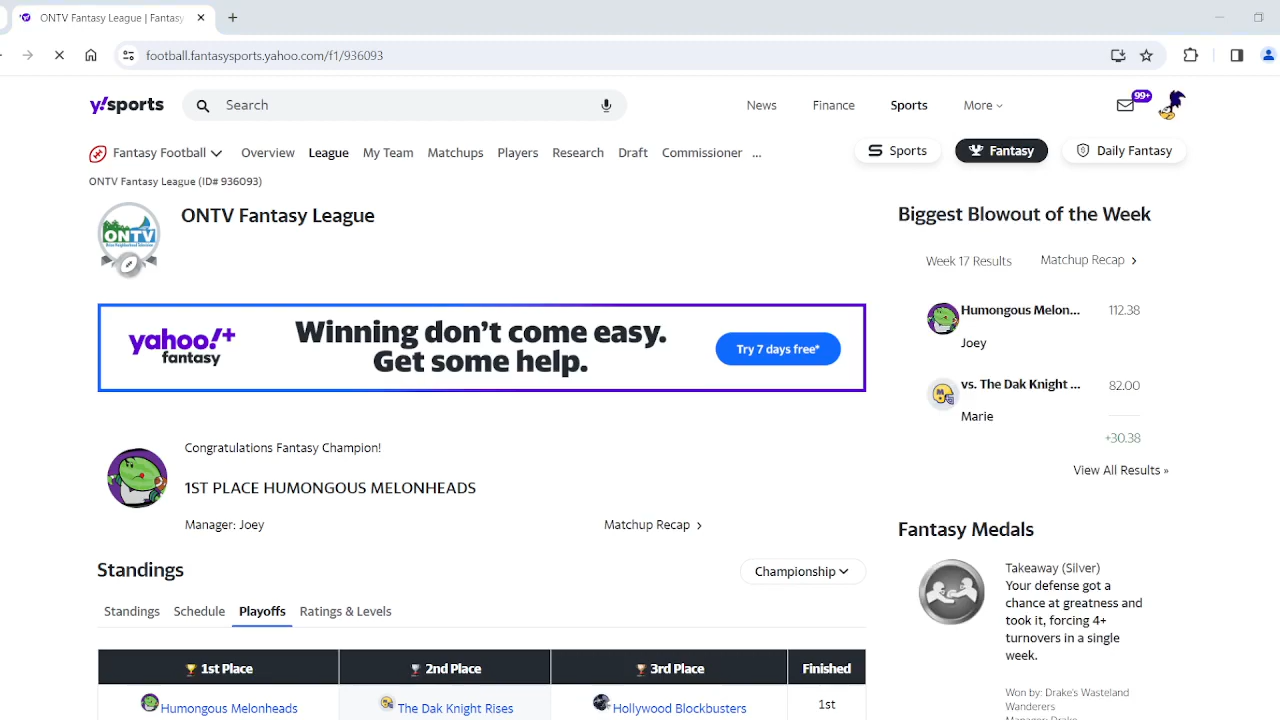 ONTV Fantasy League | Fantasy
football.fantasysports.yahoo.com/f1/936093
y!sports
Search
News
Finance
Sports
More
99+
Fantasy Football
Overview
League
My Team
Matchups
Players
Research
Draft
Commissioner
...
Sports
Fantasy
Daily Fantasy
ONTV Fantasy League (ID# 936093)
ONTV
ONTV Fantasy League
yahoo!+
fantasy
Winning don't come easy.
Get some help.
Try 7 days free*
Congratulations Fantasy Champion!
1ST PLACE HUMONGOUS MELONHEADS
Manager: Joey
Matchup Recap
Standings
Championship
Standings
Schedule
Playoffs
Ratings & Levels
1st Place
2nd Place
3rd Place
Finished
Humongous Melonheads
The Dak Knight Rises
Hollywood Blockbusters
1st
Biggest Blowout of the Week
Week 17 Results
Matchup Recap
Humongous Melon...
112.38
Joey
vs. The Dak Knight ...
82.00
Marie
+30.38
View All Results »
Fantasy Medals
Takeaway (Silver)
Your defense got a
chance at greatness and
took it, forcing 4+
turnovers in a single
week.
Won by: Drake's Wasteland
Wanderers
Manager: Drake